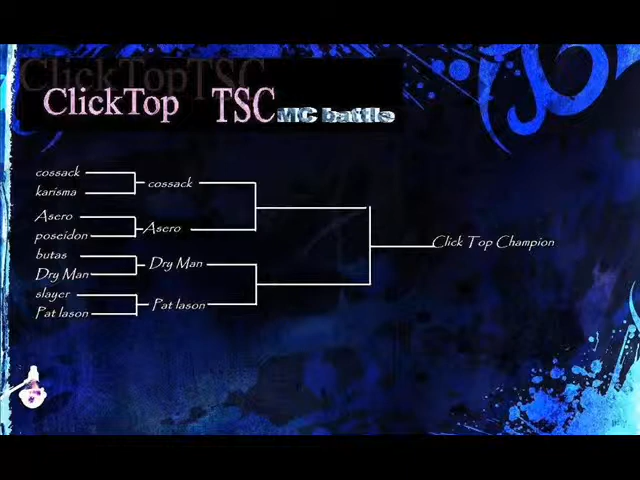 ClickTopTSC
ClickTop TSC MC battle
cossack
karisma
cossack
Asero
poseidon
Asero
butas
Dry Man
Dry Man
slayer
Pat lason
Pat lason
Click Top Champion